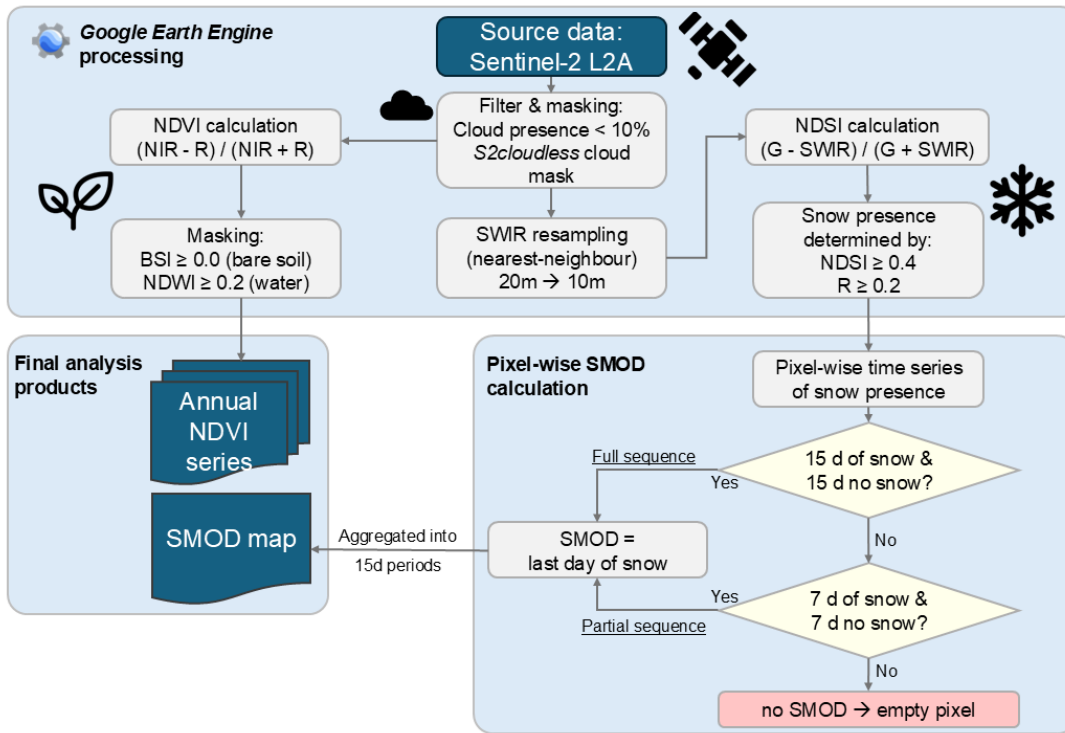 Google Earth Engine
processing
Source data:
Sentinel-2 L2A
Filter & masking:
Cloud presence < 10%
S2cloudless cloud
mask
NDVI calculation
(NIR - R) / (NIR + R)
NDSI calculation
(G - SWIR) / (G + SWIR)
Masking:
BSI ≥ 0.0 (bare soil)
NDWI ≥ 0.2 (water)
SWIR resampling
(nearest-neighbour)
20m → 10m
Snow presence
determined by:
NDSI ≥ 0.4
R ≥ 0.2
Final analysis
products
Annual
NDVI
series
SMOD map
Pixel-wise SMOD
calculation
Pixel-wise time series
of snow presence
15 d of snow &
15 d no snow?
Full sequence
Yes
No
SMOD =
last day of snow
Aggregated into
15d periods
7 d of snow &
7 d no snow?
Yes
Partial sequence
No
no SMOD → empty pixel